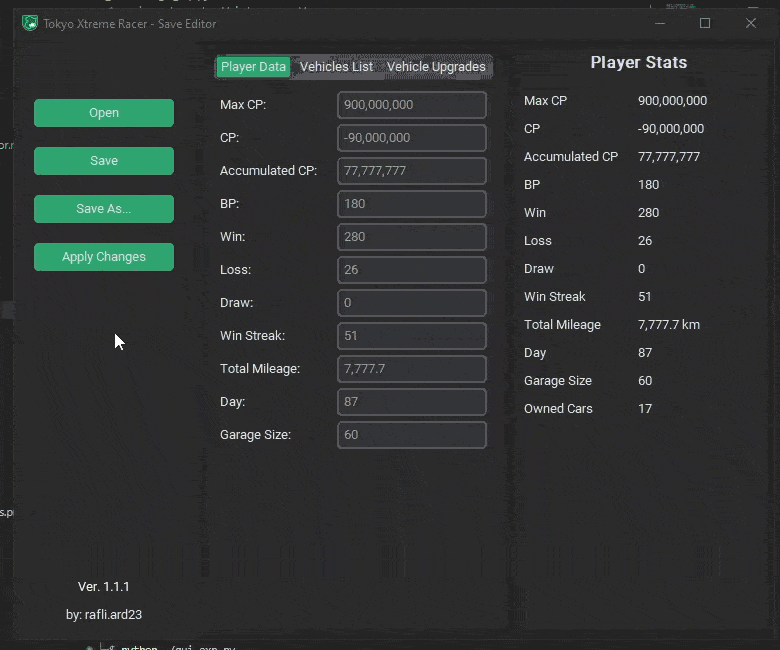 Tokyo Xtreme Racer - Save Editor
Open
Save
Save As...
Apply Changes
Ver. 1.1.1
by: rafli.ard23
Player Data Vehicles List Vehicle Upgrades
Max CP: 900,000,000
CP: -90,000,000
Accumulated CP: 77,777,777
BP: 180
Win: 280
Loss: 26
Draw: 0
Win Streak: 51
Total Mileage: 7,777.7
Day: 87
Garage Size: 60
Player Stats
Max CP 900,000,000
CP -90,000,000
Accumulated CP 77,777,777
BP 180
Win 280
Loss 26
Draw 0
Win Streak 51
Total Mileage 7,777.7 km
Day 87
Garage Size 60
Owned Cars 17